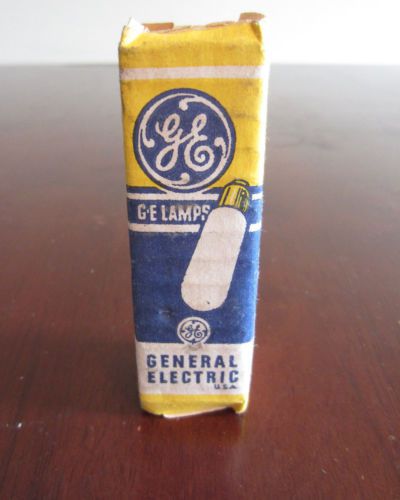 GE
G-E LAMPS
GE
GENERAL
ELECTRIC
U.S.A.